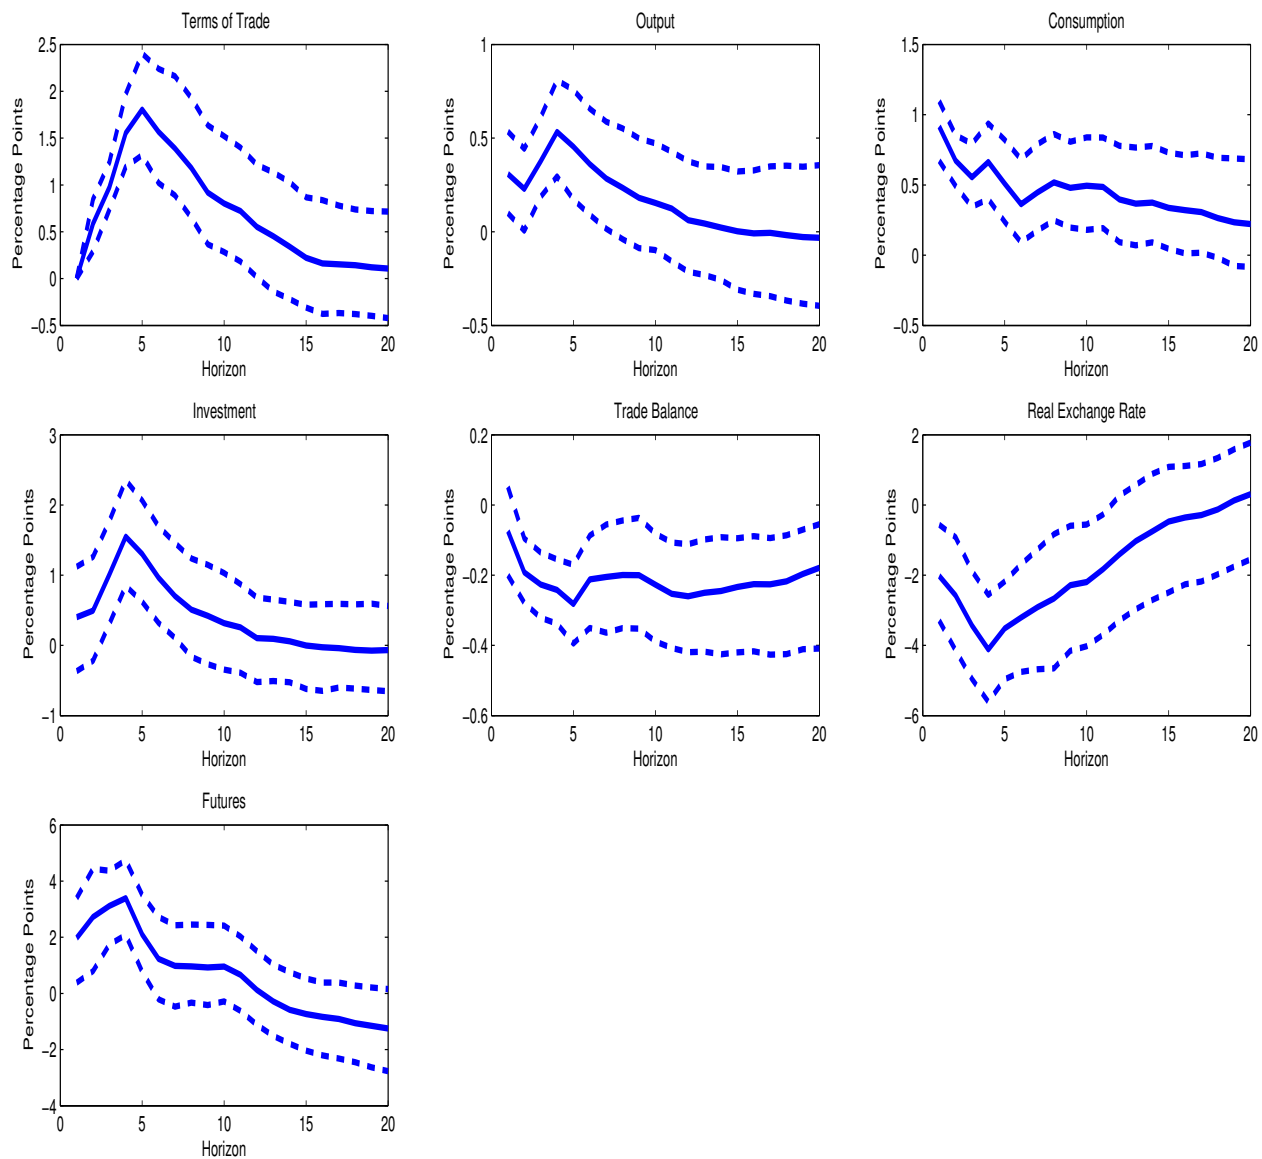 Terms of Trade
Output
Consumption
2.5
2
1.5
1
0.5
0
−0.5
Percentage Points
0 5 10 15 20
Horizon
1
0.5
0
−0.5
Percentage Points
0 5 10 15 20
Horizon
1.5
1
0.5
0
−0.5
Percentage Points
0 5 10 15 20
Horizon
Investment
Trade Balance
Real Exchange Rate
3
2
1
0
−1
Percentage Points
0 5 10 15 20
Horizon
0.2
0
−0.2
−0.4
−0.6
Percentage Points
0 5 10 15 20
Horizon
2
0
−2
−4
−6
Percentage Points
0 5 10 15 20
Horizon
Futures
6
4
2
0
−2
−4
Percentage Points
0 5 10 15 20
Horizon